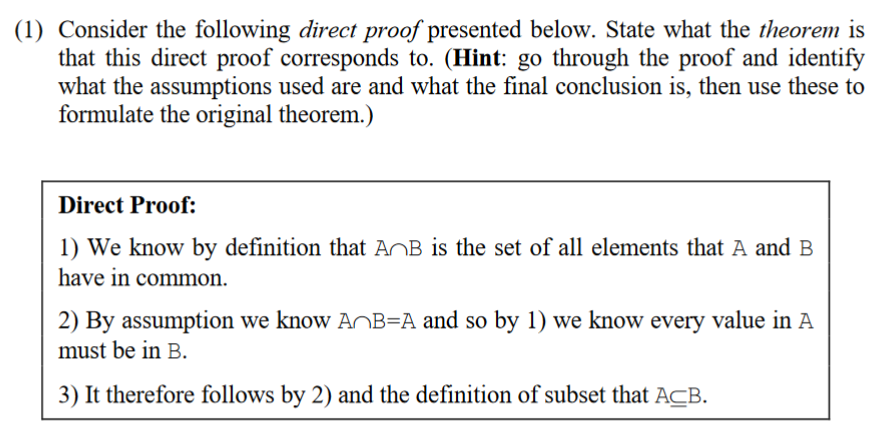 (1) Consider the following direct proof presented below. State what the theorem is
that this direct proof corresponds to. (Hint: go through the proof and identify
what the assumptions used are and what the final conclusion is, then use these to
formulate the original theorem.)
Direct Proof:
1) We know by definition that A∩B is the set of all elements that A and B
have in common.
2) By assumption we know A∩B=A and so by 1) we know every value in A
must be in B.
3) It therefore follows by 2) and the definition of subset that A⊆B.